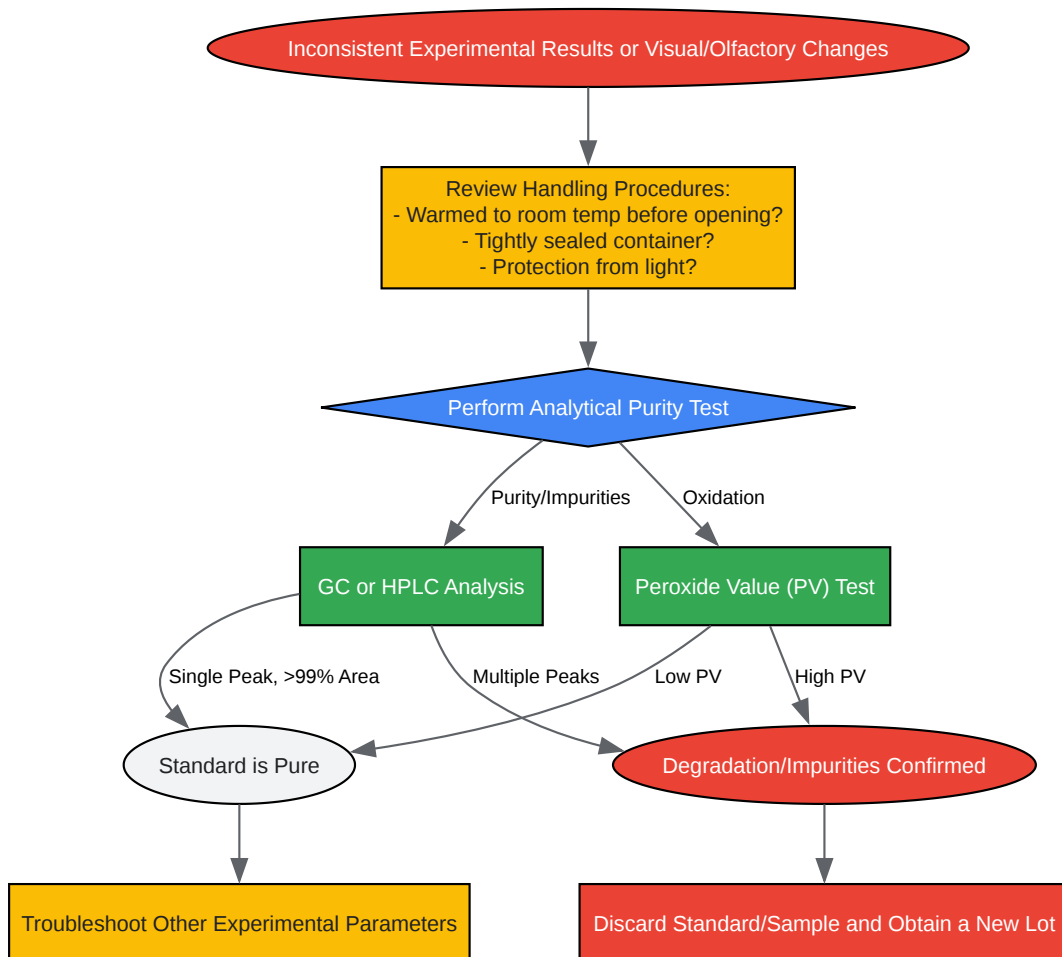 Inconsistent Experimental Results or Visual/Olfactory Changes
Review Handling Procedures:
- Warmed to room temp before opening?
- Tightly sealed container?
- Protection from light?
Perform Analytical Purity Test
Purity/Impurities
Oxidation
GC or HPLC Analysis
Peroxide Value (PV) Test
Single Peak, >99% Area
Multiple Peaks
Low PV
High PV
Standard is Pure
Degradation/Impurities Confirmed
Troubleshoot Other Experimental Parameters
Discard Standard/Sample and Obtain a New Lot